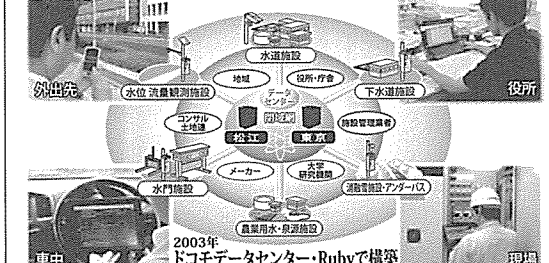 水道施設
外出先
水位 流量観測施設
地域
役所・庁舎
下水道施設
役所
データ
センター
閉域網
コンサル
土地連
松江
東京
施設管理業者
メーカー
大学
研究機関
水門施設
消融雪施設・アンダーパス
農業用水・泉源施設
車中
2003年
ドコモデータセンター・Rubyで構築
現場